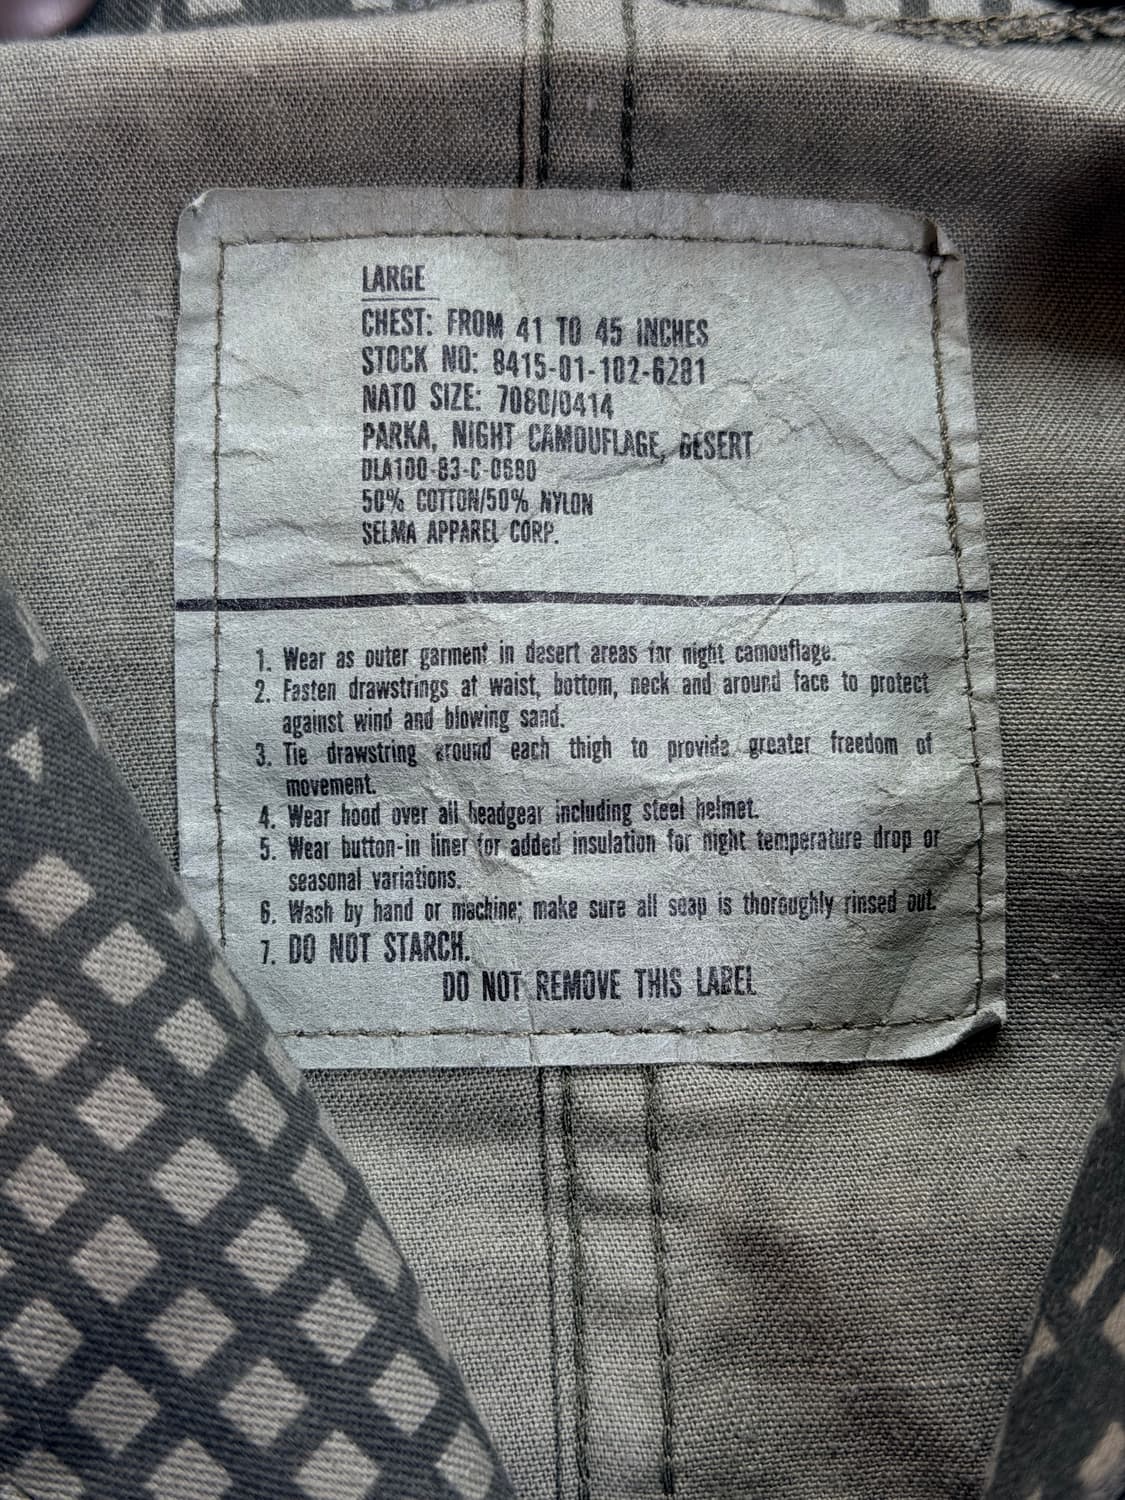 LARGE
CHEST: FROM 41 TO 45 INCHES
STOCK NO: 8415-01-102-6281
NATO SIZE: 7080/0414
PARKA, NIGHT CAMOUFLAGE, DESERT
DLA100-83-C-0680
50% COTTON/50% NYLON
SELMA APPAREL CORP.
1. Wear as outer garment in desert areas for night camouflage.
2. Fasten drawstrings at waist, bottom, neck and around face to protect
against wind and blowing sand.
3. Tie drawstring around each thigh to provide greater freedom of
movement.
4. Wear hood over all headgear including steel helmet.
5. Wear button-in liner for added insulation for night temperature drop or
seasonal variations.
6. Wash by hand or machine; make sure all soap is thoroughly rinsed out.
7. DO NOT STARCH.
DO NOT REMOVE THIS LABEL